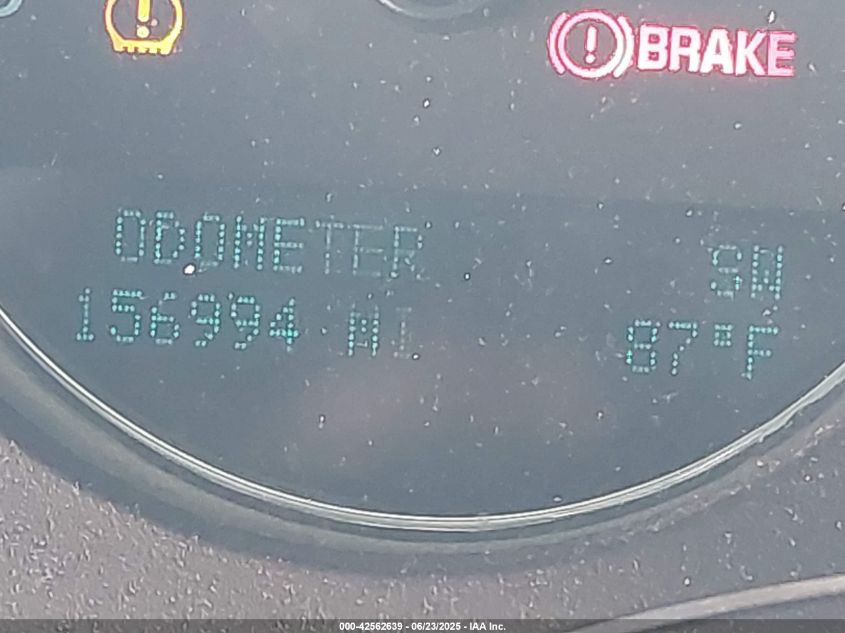 BRAKE
ODOMETER SW
156994 MI 87°F
000-42562639 - 06/23/2025 - IAA Inc.